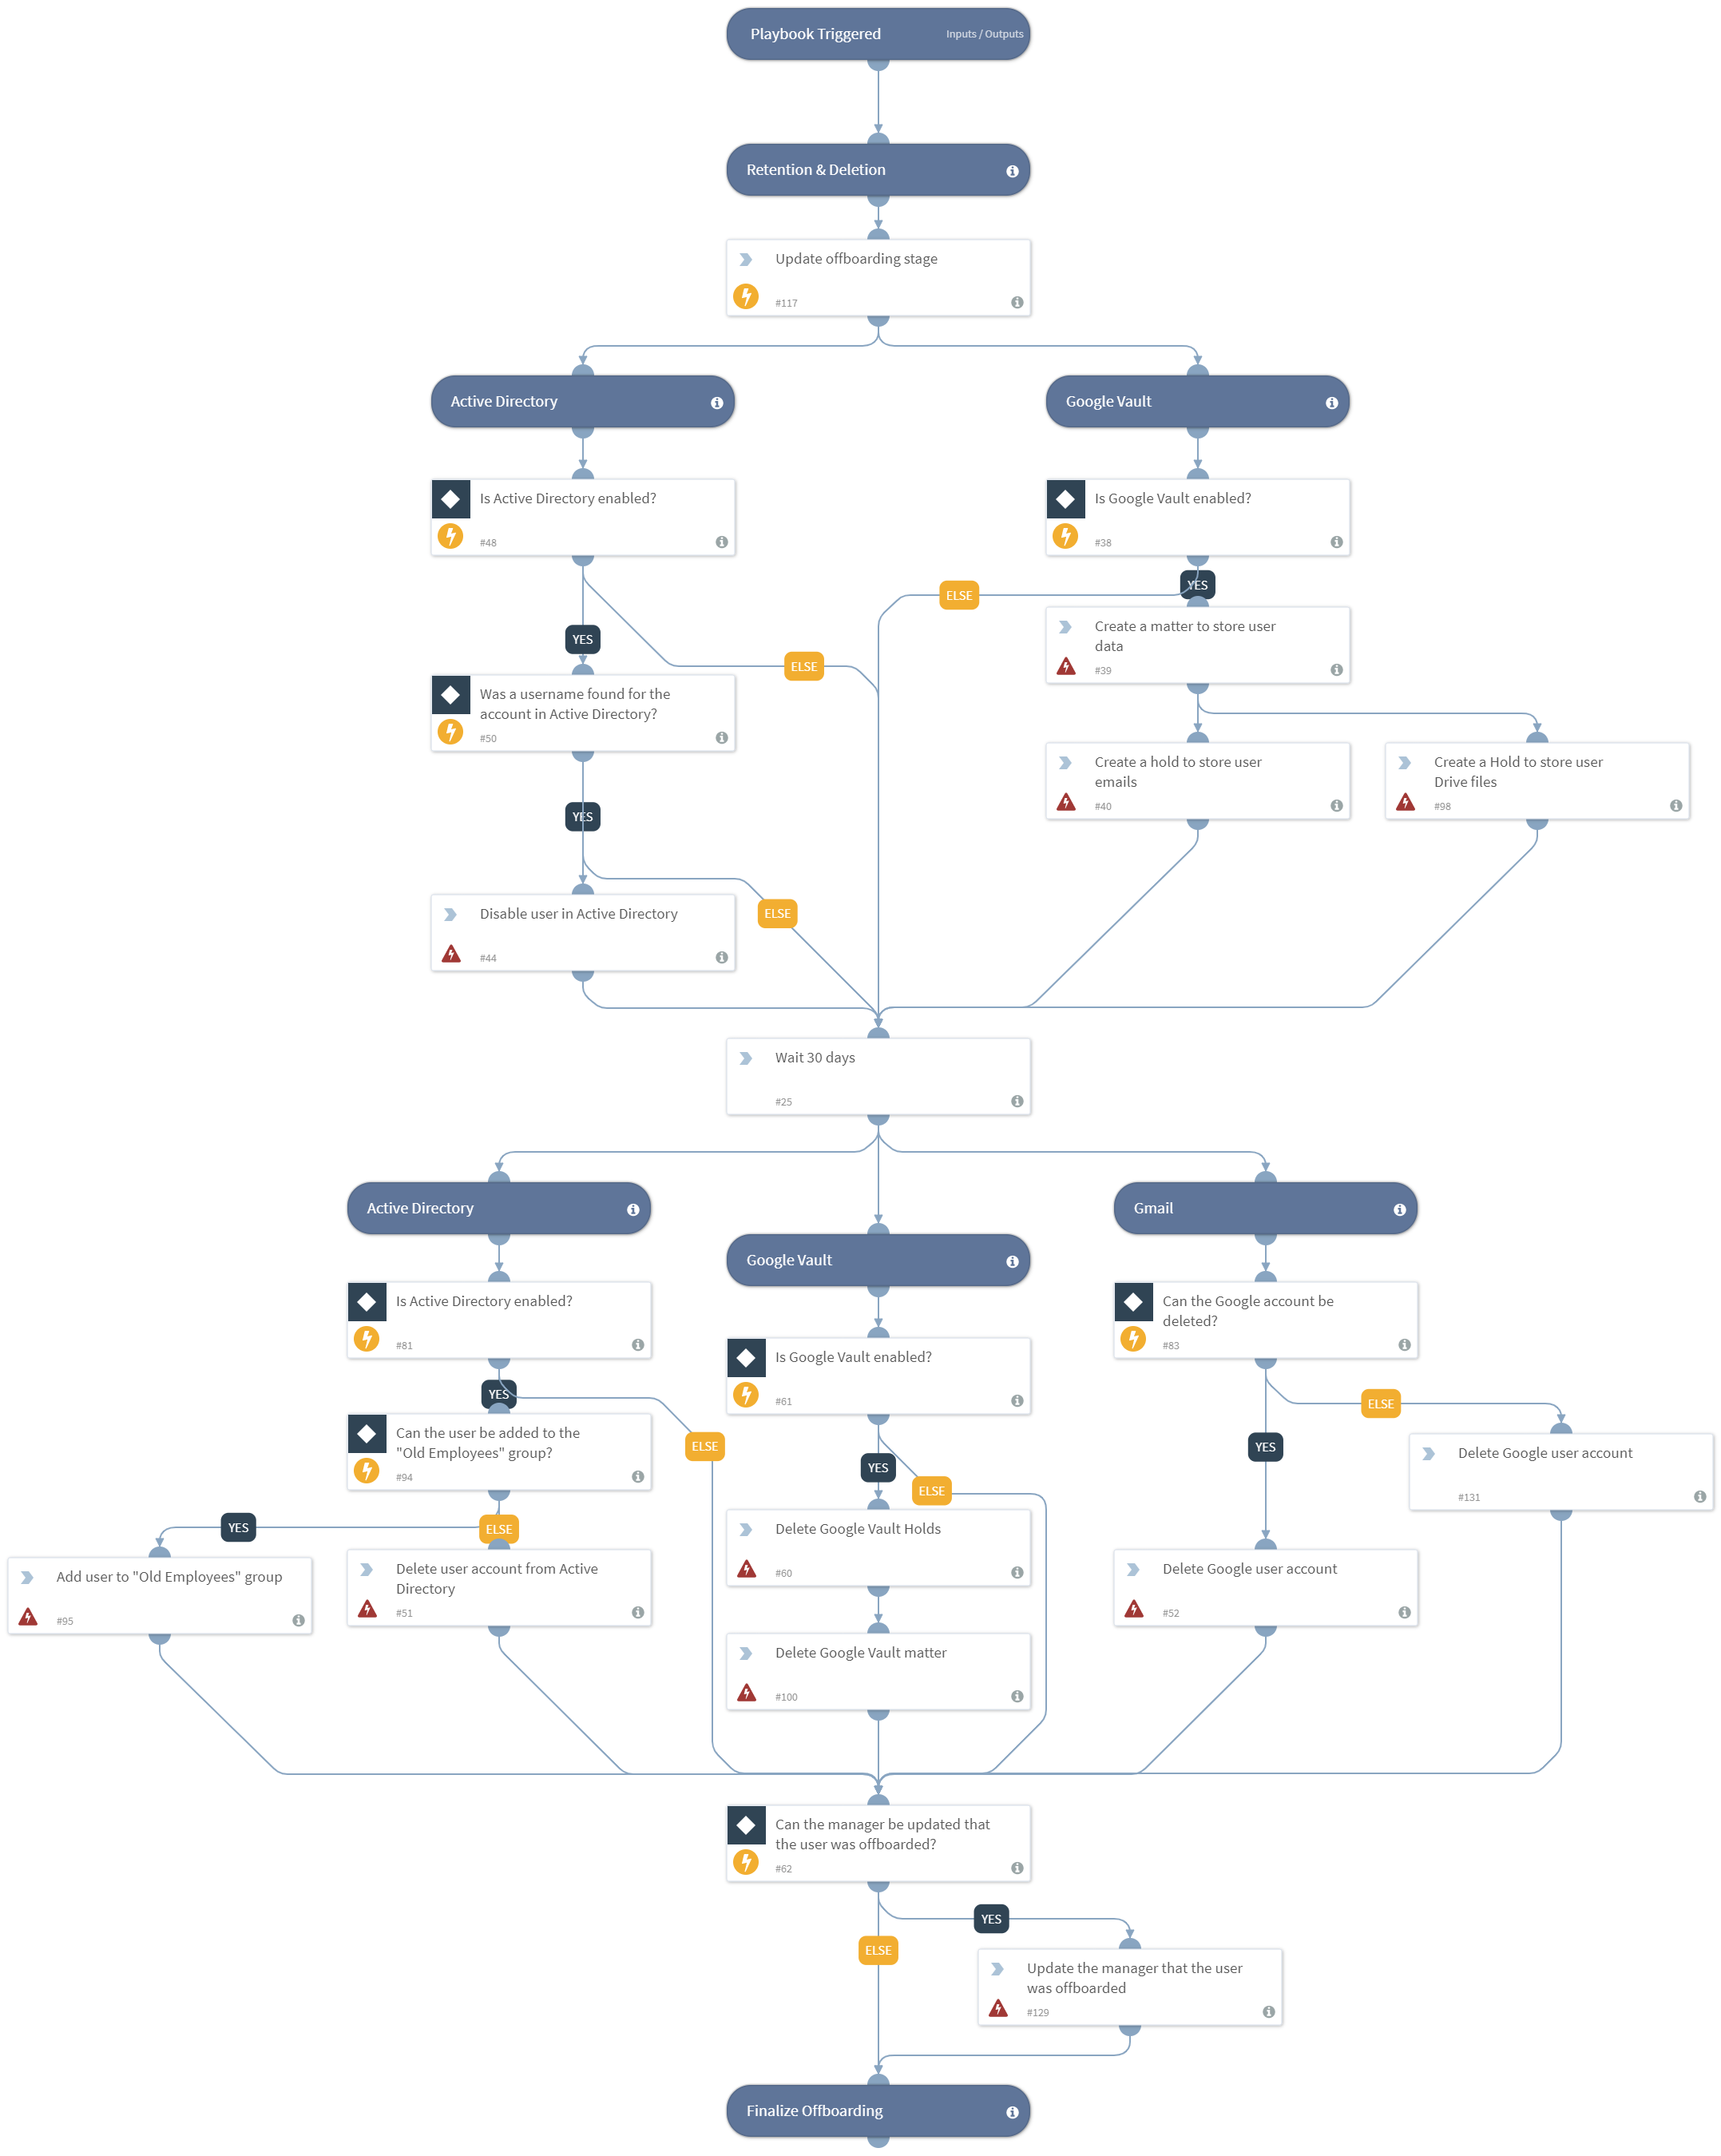 Playbook Triggered
Inputs / Outputs
Retention & Deletion
Update offboarding stage
#117
Active Directory
Google Vault
Is Active Directory enabled?
#48
Is Google Vault enabled?
#38
YES
ELSE
Create a matter to store user
data
#39
YES
ELSE
Was a username found for the
account in Active Directory?
#50
Create a hold to store user
emails
#40
Create a Hold to store user
Drive files
#98
YES
ELSE
Disable user in Active Directory
#44
Wait 30 days
#25
Active Directory
Google Vault
Gmail
Is Active Directory enabled?
#81
Can the Google account be
deleted?
#83
Is Google Vault enabled?
#61
YES
ELSE
ELSE
Can the user be added to the
"Old Employees" group?
#94
ELSE
YES
YES
Delete Google user account
#131
YES
ELSE
Delete Google Vault Holds
#60
Add user to "Old Employees" group
#95
Delete user account from Active
Directory
#51
Delete Google user account
#52
Delete Google Vault matter
#100
Can the manager be updated that
the user was offboarded?
#62
YES
ELSE
Update the manager that the user
was offboarded
#129
Finalize Offboarding